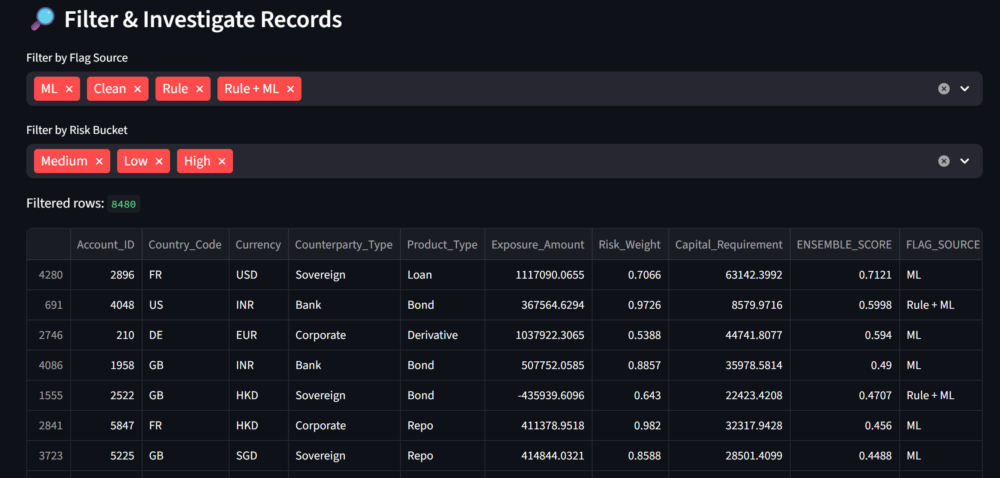 Filter & Investigate Records
Filter by Flag Source
ML Clean Rule Rule + ML
Filter by Risk Bucket
Medium Low High
Filtered rows: 8480
Account_ID Country_Code Currency Counterparty_Type Product_Type Exposure_Amount Risk_Weight Capital_Requirement ENSEMBLE_SCORE FLAG_SOURCE
4280 2896 FR USD Sovereign Loan 1117090.0655 0.7066 63142.3992 0.7121 ML
691 4048 US INR Bank Bond 367564.6294 0.9726 8579.9716 0.5998 Rule + ML
2746 210 DE EUR Corporate Derivative 1037922.3065 0.5388 44741.8077 0.594 ML
4086 1958 GB INR Bank Bond 507752.0585 0.8857 35978.5814 0.49 ML
1555 2522 GB HKD Sovereign Bond -435939.6096 0.643 22423.4208 0.4707 Rule + ML
2841 5847 FR HKD Corporate Repo 411378.9518 0.982 32317.9428 0.456 ML
3723 5225 GB SGD Sovereign Repo 414844.0321 0.8588 28501.4099 0.4488 ML